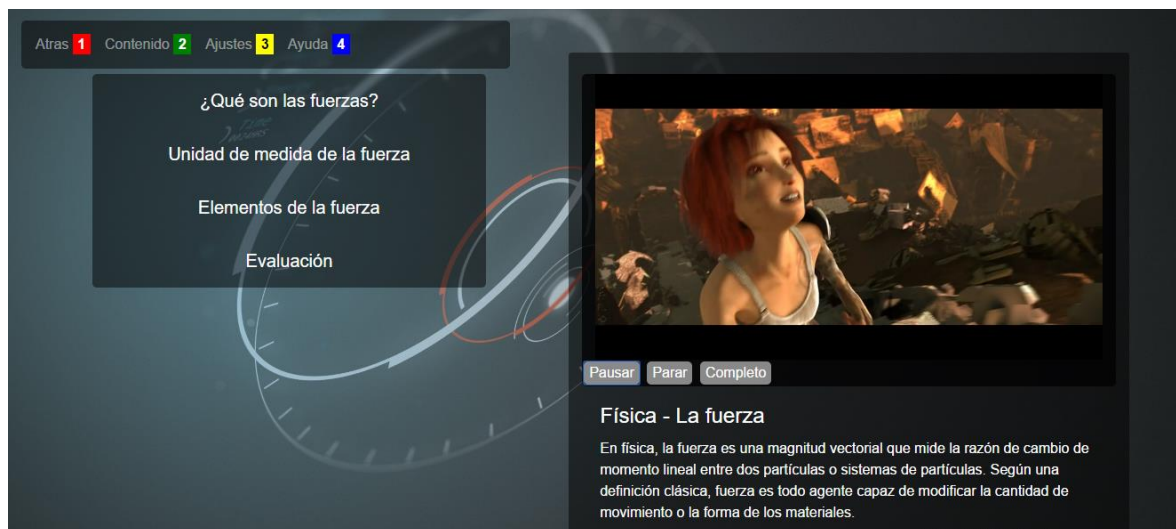 Atras 1 Contenido 2 Ajustes 3 Ayuda 4
¿Qué son las fuerzas?
Unidad de medida de la fuerza
Elementos de la fuerza
Evaluación
Pausar Parar Completo
Física - La fuerza
En física, la fuerza es una magnitud vectorial que mide la razón de cambio de
momento lineal entre dos partículas o sistemas de partículas. Según una
definición clásica, fuerza es todo agente capaz de modificar la cantidad de
movimiento o la forma de los materiales.